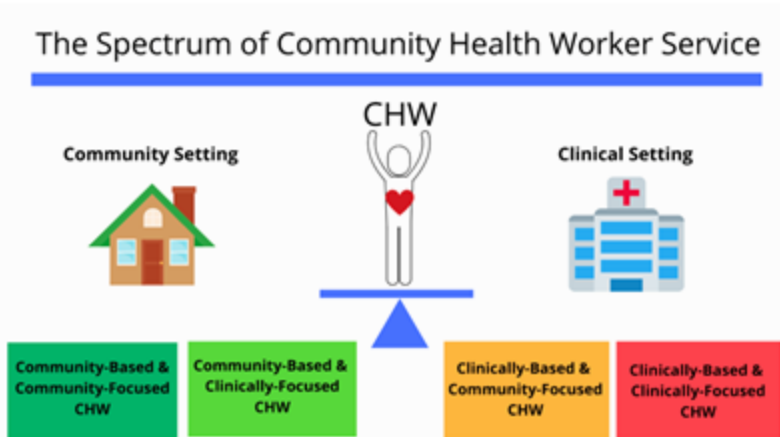 The Spectrum of Community Health Worker Service
CHW
Community Setting
Clinical Setting
Community-Based &
Community-Focused
CHW
Community-Based &
Clinically-Focused
CHW
Clinically-Based &
Community-Focused
CHW
Clinically-Based &
Clinically-Focused
CHW